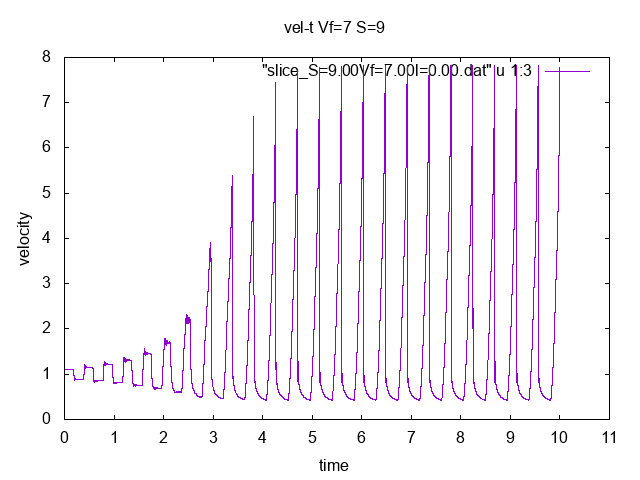 vel-t Vf=7 S=9
"slice_S=9.00Vf=7.00I=0.00.dat" u 1:3
8
7
6
5
4
3
2
1
0
velocity
0 1 2 3 4 5 6 7 8 9 10 11
time